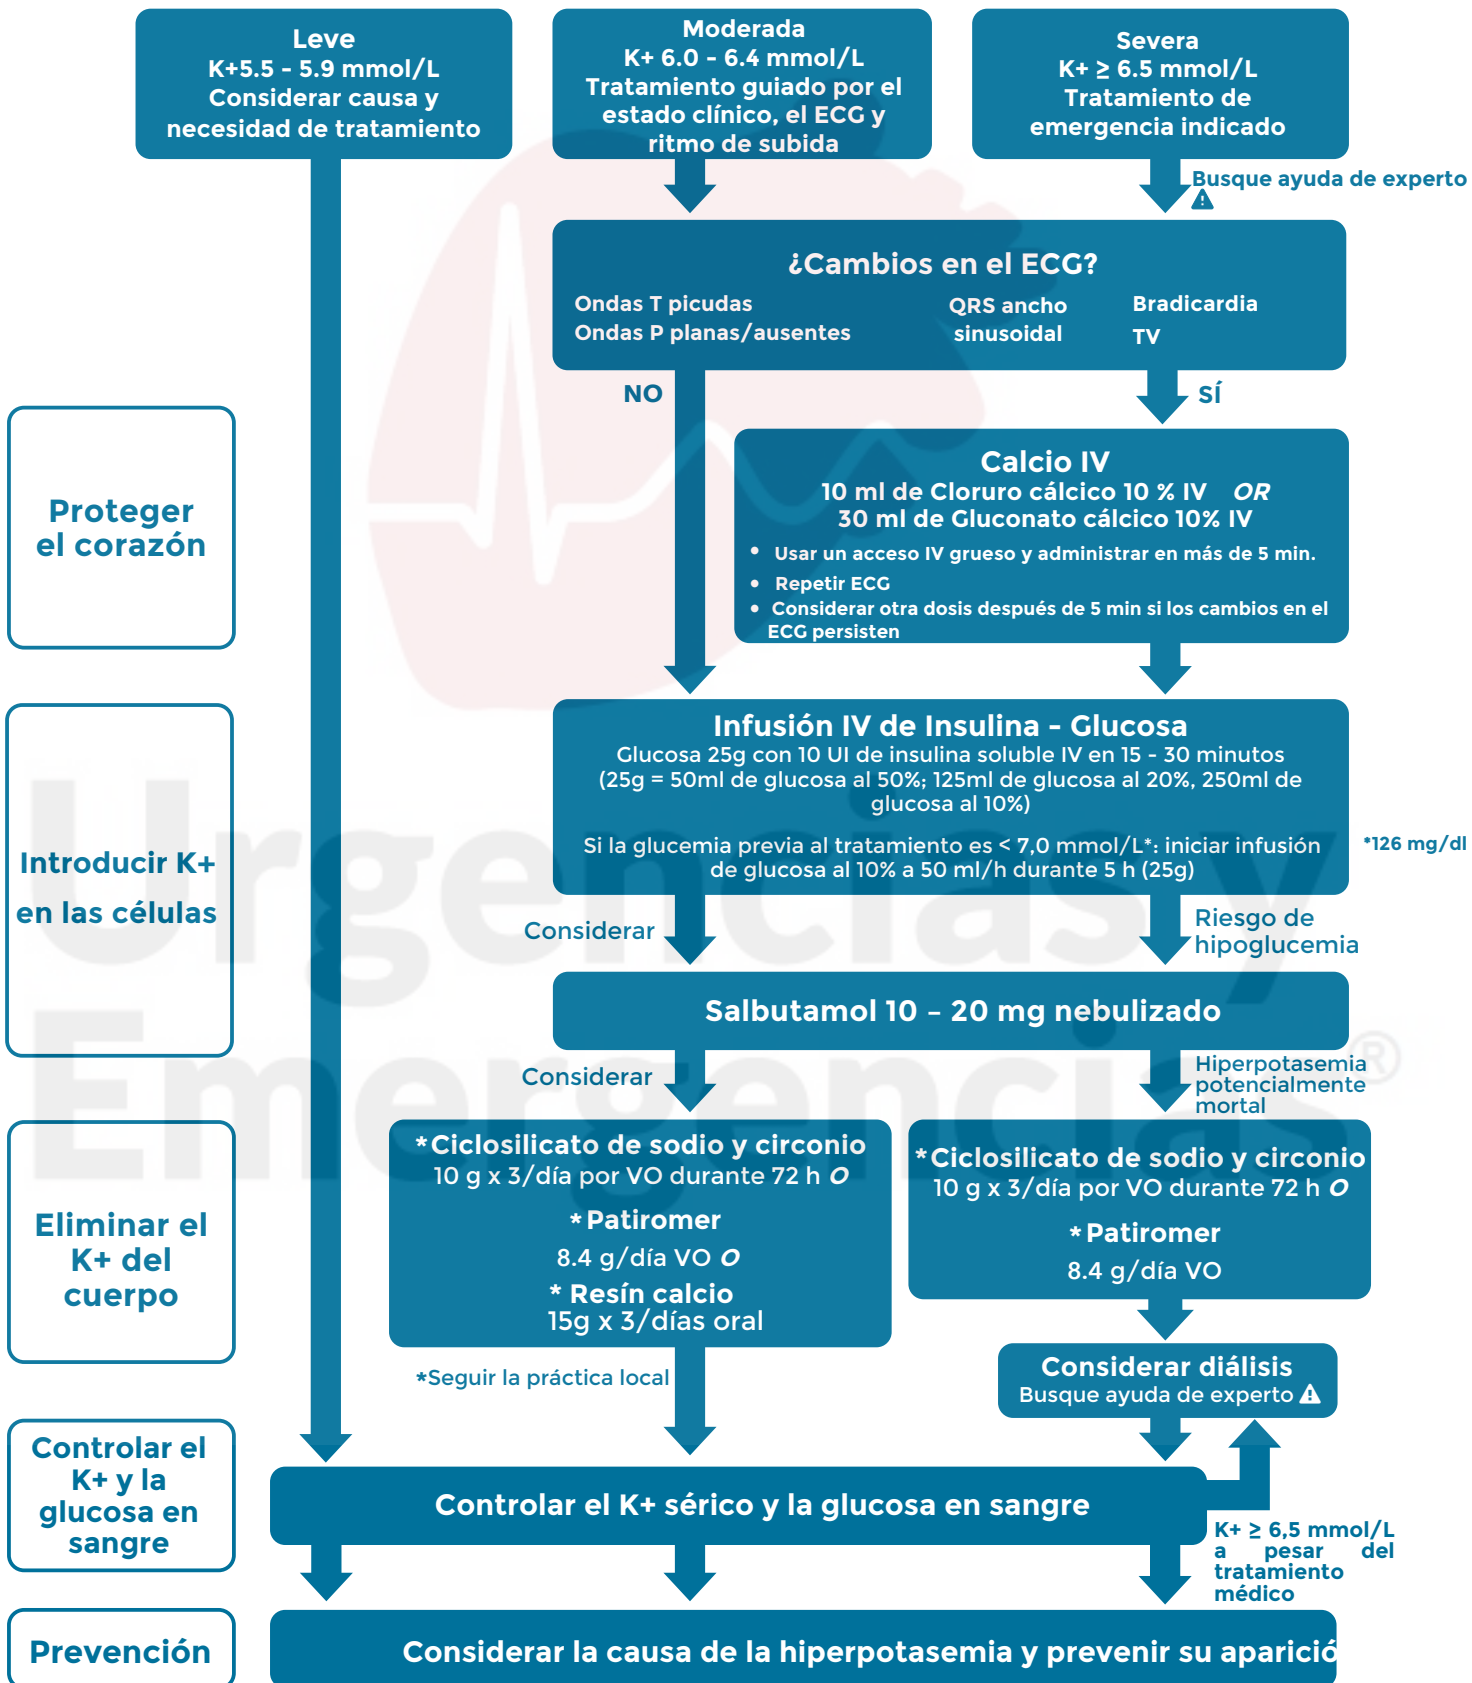 Leve
K+5.5 - 5.9 mmol/L
Considerar causa y
necesidad de tratamiento
Moderada
K+ 6.0 - 6.4 mmol/L
Tratamiento guiado por el
estado clínico, el ECG y
ritmo de subida
Severa
K+ ≥ 6.5 mmol/L
Tratamiento de
emergencia indicado
Busque ayuda de experto
¿Cambios en el ECG?
Ondas T picudas
Ondas P planas/ausentes
QRS ancho
sinusoidal
Bradicardia
TV
NO
SÍ
Proteger
el corazón
Calcio IV
10 ml de Cloruro cálcico 10 % IV OR
30 ml de Gluconato cálcico 10% IV
• Usar un acceso IV grueso y administrar en más de 5 min.
• Repetir ECG
• Considerar otra dosis después de 5 min si los cambios en el
ECG persisten
Introducir K+
en las células
Infusión IV de Insulina - Glucosa
Glucosa 25g con 10 UI de insulina soluble IV en 15 - 30 minutos
(25g = 50ml de glucosa al 50%; 125ml de glucosa al 20%, 250ml de
glucosa al 10%)
Si la glucemia previa al tratamiento es < 7,0 mmol/L*: iniciar infusión
de glucosa al 10% a 50 ml/h durante 5 h (25g)
*126 mg/dl
Considerar
Riesgo de
hipoglucemia
Salbutamol 10 – 20 mg nebulizado
Considerar
Hiperpotasemia
potencialmente
mortal
Urgencias y
Emergencias®
Eliminar el
K+ del
cuerpo
*Ciclosilicato de sodio y circonio
10 g x 3/día por VO durante 72 h O
*Patiromer
8.4 g/día VO O
* Resín calcio
15g x 3/días oral
*Seguir la práctica local
*Ciclosilicato de sodio y circonio
10 g x 3/día por VO durante 72 h O
*Patiromer
8.4 g/día VO
Considerar diálisis
Busque ayuda de experto
Controlar el
K+ y la
glucosa en
sangre
Controlar el K+ sérico y la glucosa en sangre
K+ ≥ 6,5 mmol/L
a pesar del
tratamiento
médico
Prevención
Considerar la causa de la hiperpotasemia y prevenir su aparició